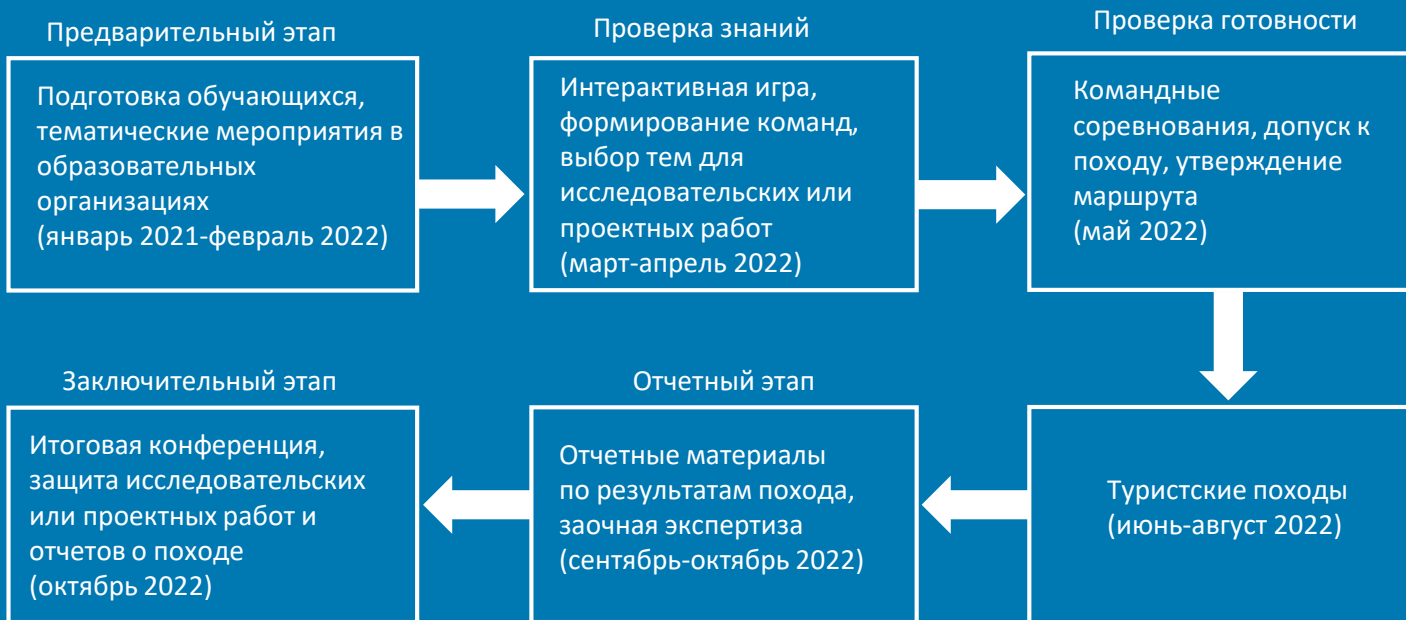 Предварительный этап
Подготовка обучающихся,
тематические мероприятия в
образовательных
организациях
(январь 2021-февраль 2022)
Проверка знаний
Интерактивная игра,
формирование команд,
выбор тем для
исследовательских или
проектных работ
(март-апрель 2022)
Проверка готовности
Командные
соревнования, допуск к
походу, утверждение
маршрута
(май 2022)
Туристские походы
(июнь-август 2022)
Отчетный этап
Отчетные материалы
по результатам похода,
заочная экспертиза
(сентябрь-октябрь 2022)
Заключительный этап
Итоговая конференция,
защита исследовательских
или проектных работ и
отчетов о походе
(октябрь 2022)